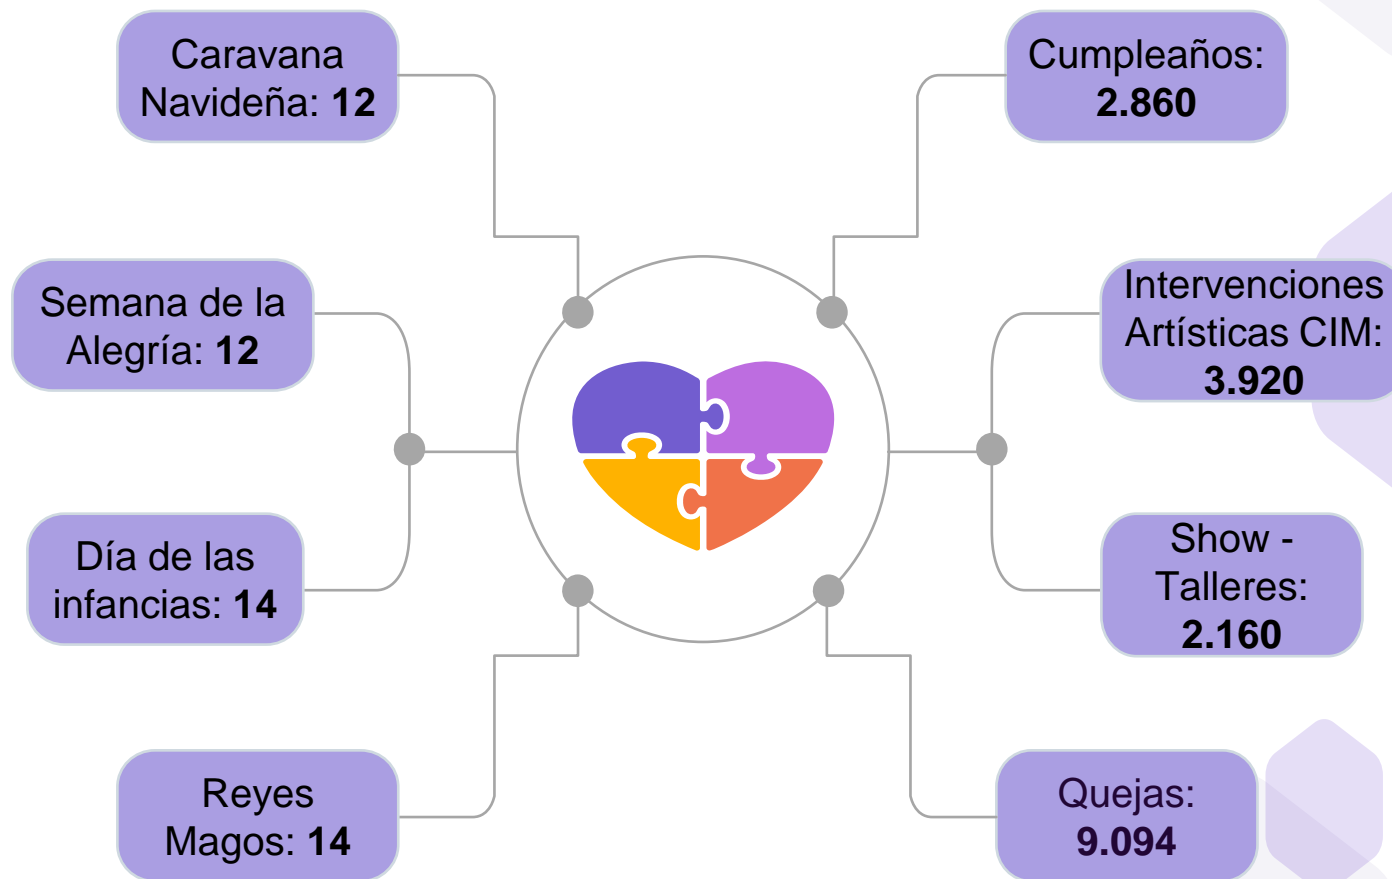 Caravana
Navideña: 12
Semana de la
Alegría: 12
Día de las
infancias: 14
Reyes
Magos: 14
Cumpleaños:
2.860
Intervenciones
Artísticas CIM:
3.920
Show -
Talleres:
2.160
Quejas:
9.094